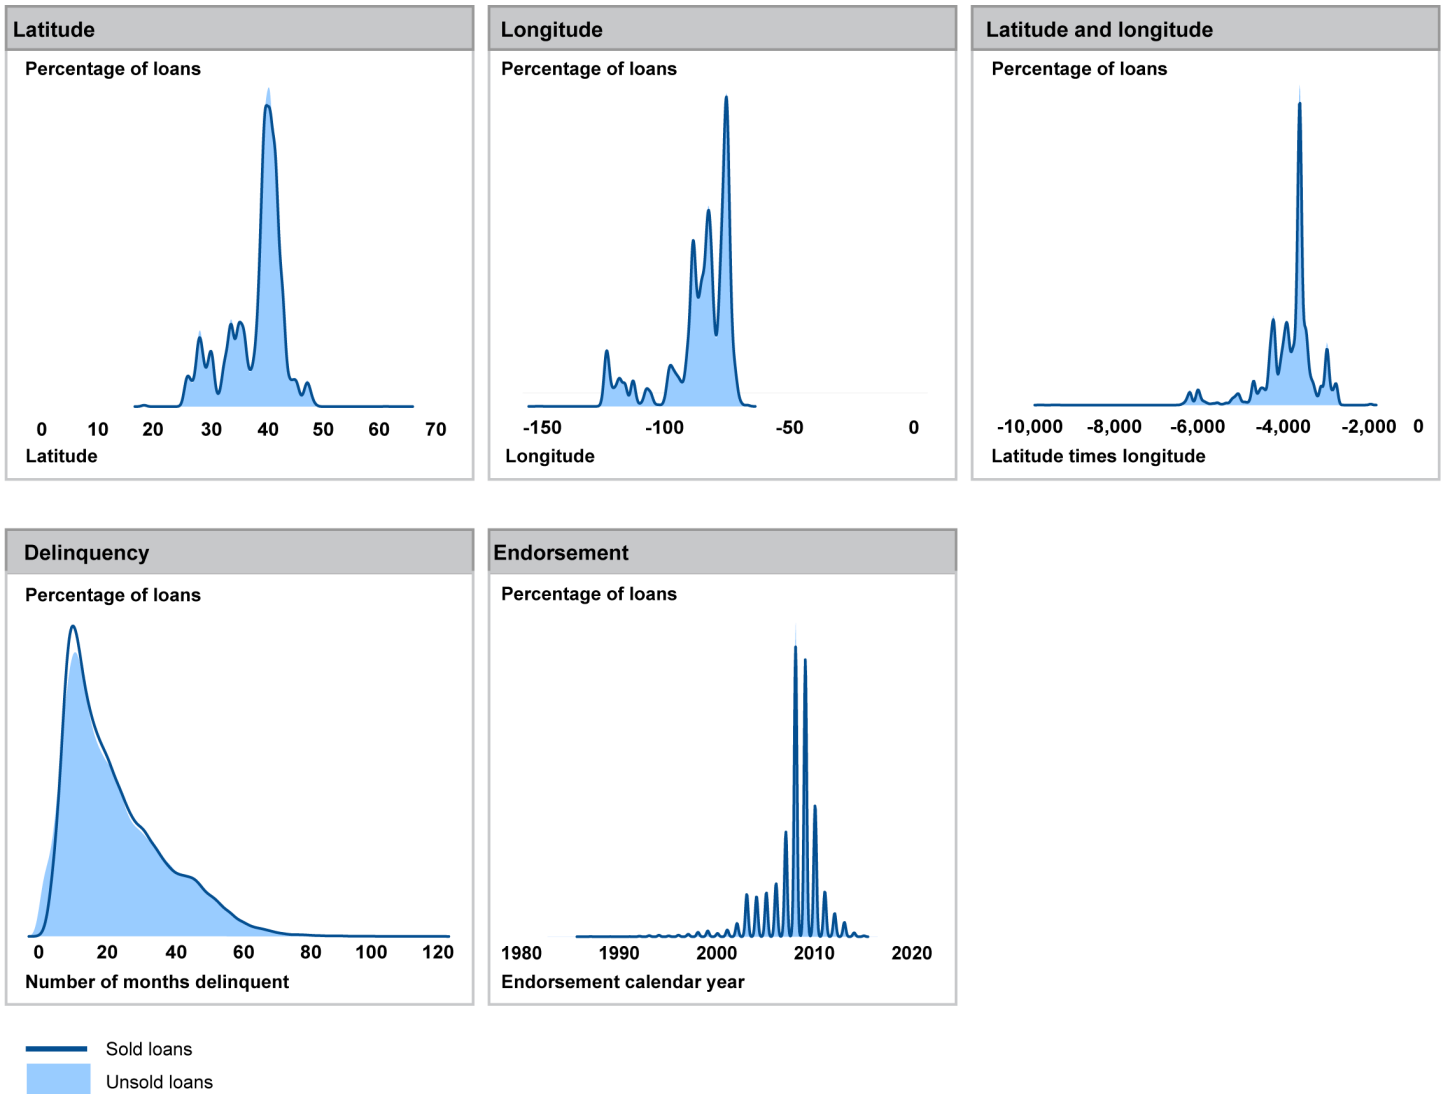 Latitude
Percentage of loans
0 10 20 30 40 50 60 70
Latitude
Longitude
Percentage of loans
-150 -100 -50 0
Longitude
Latitude and longitude
Percentage of loans
-10,000 -8,000 -6,000 -4,000 -2,000 0
Latitude times longitude
Delinquency
Percentage of loans
0 20 40 60 80 100 120
Number of months delinquent
Endorsement
Percentage of loans
1980 1990 2000 2010 2020
Endorsement calendar year
Sold loans
Unsold loans